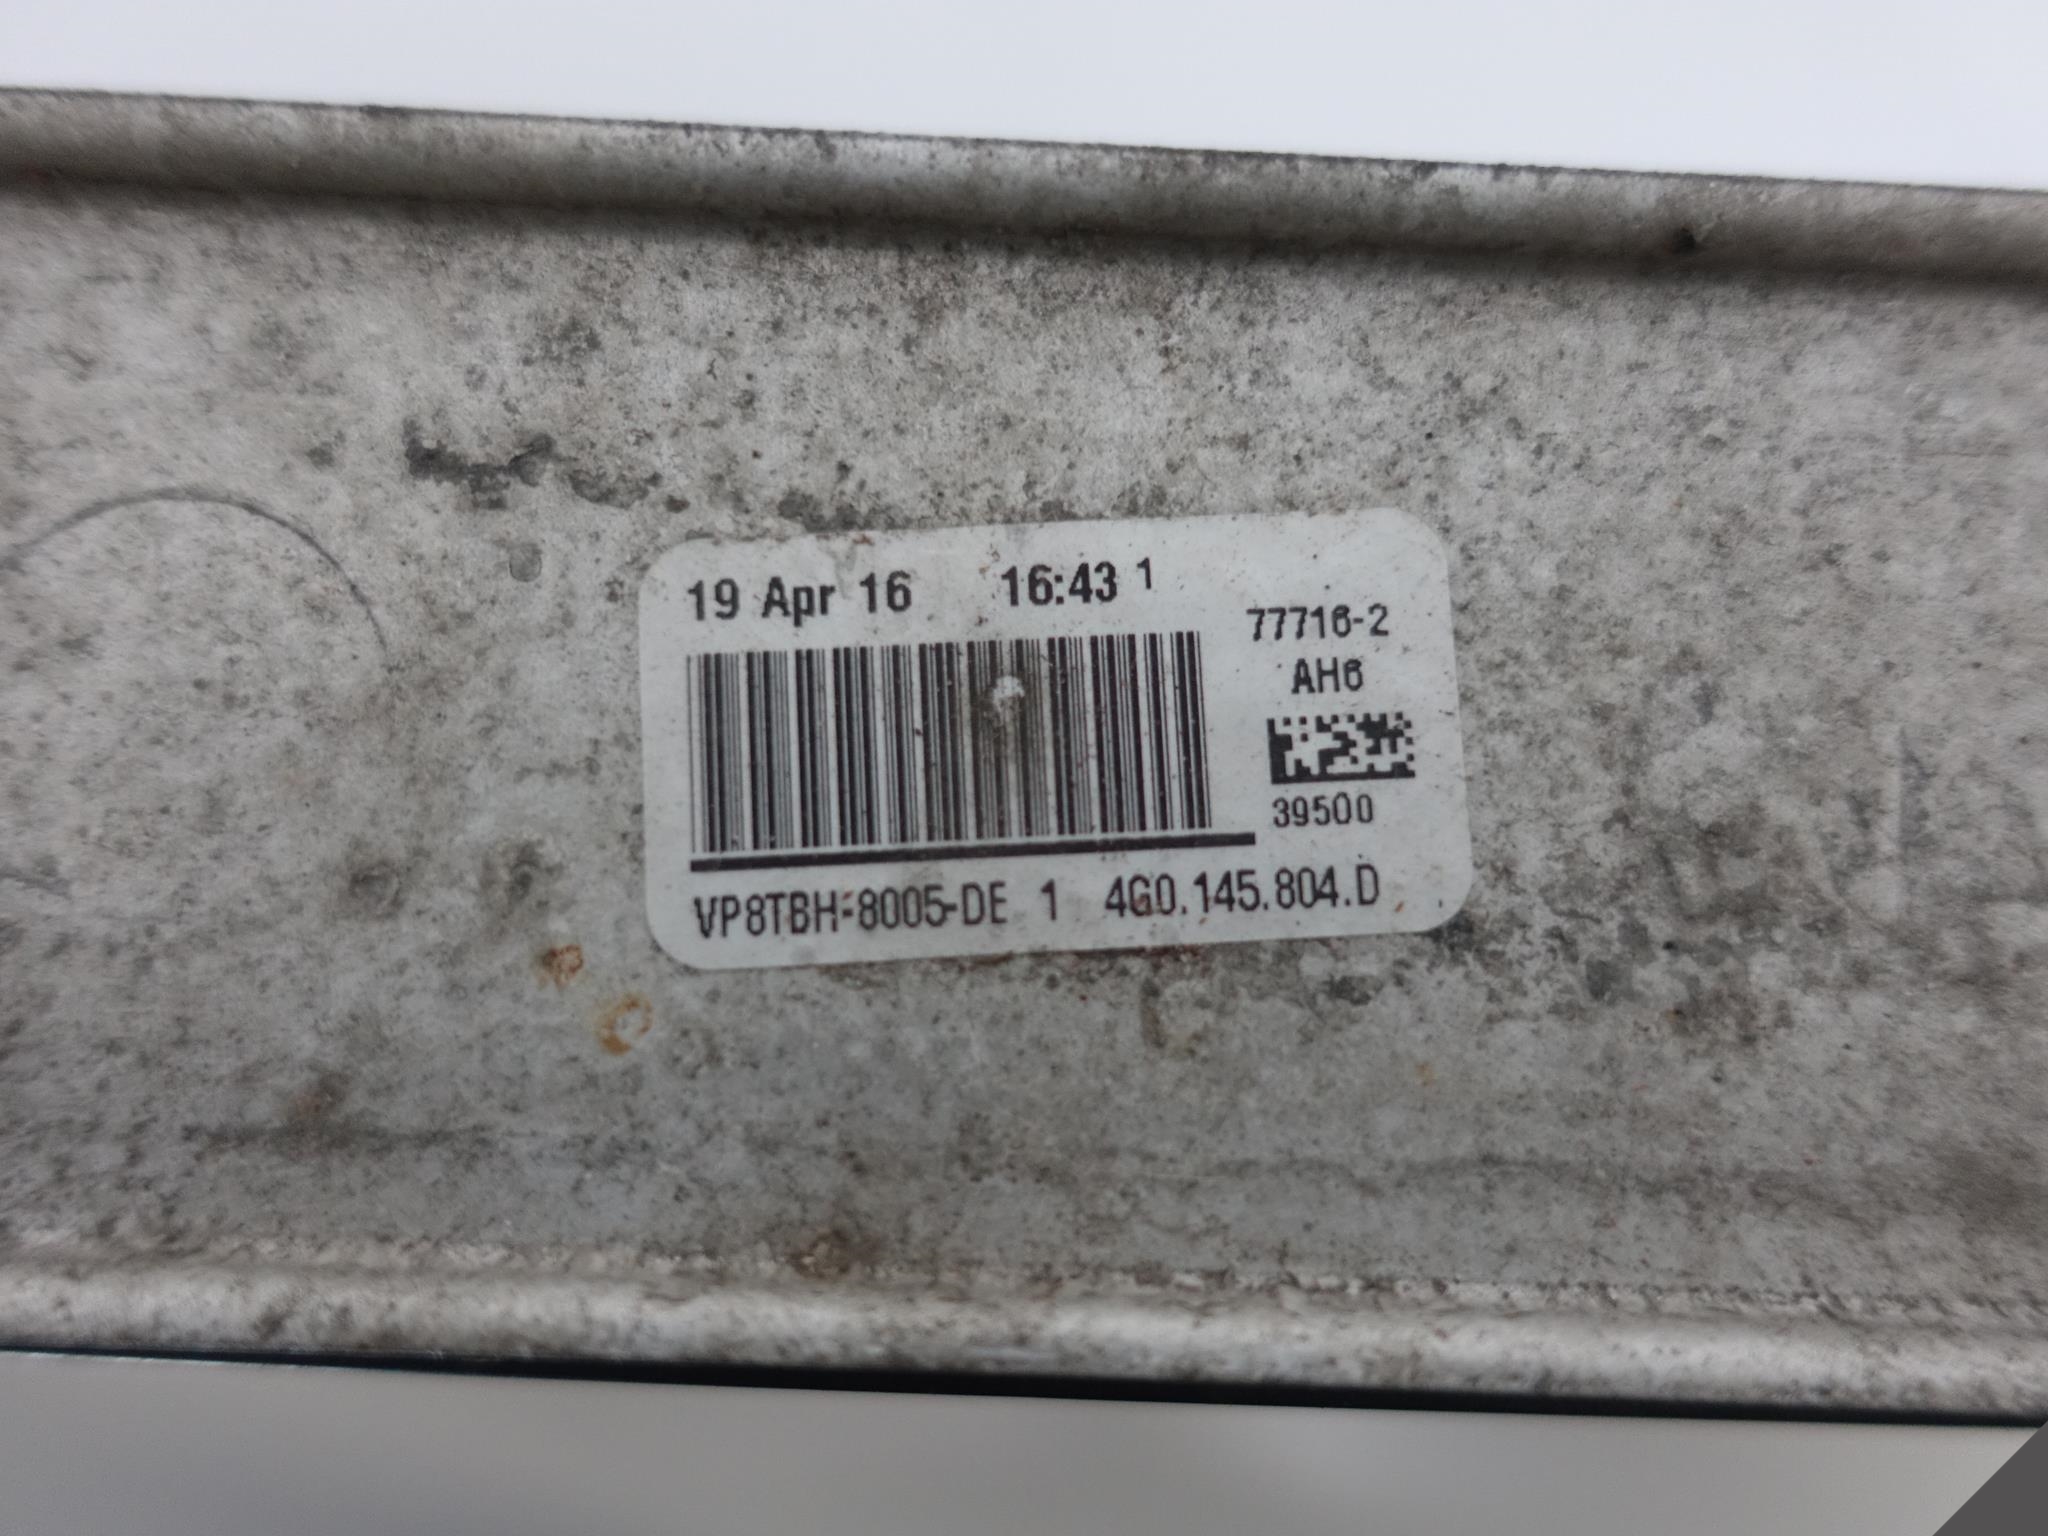 19 Apr 16 16:43 1
77716-2
AH6
39500
VP8TBH-8005-DE 1 4G0.145.804.D